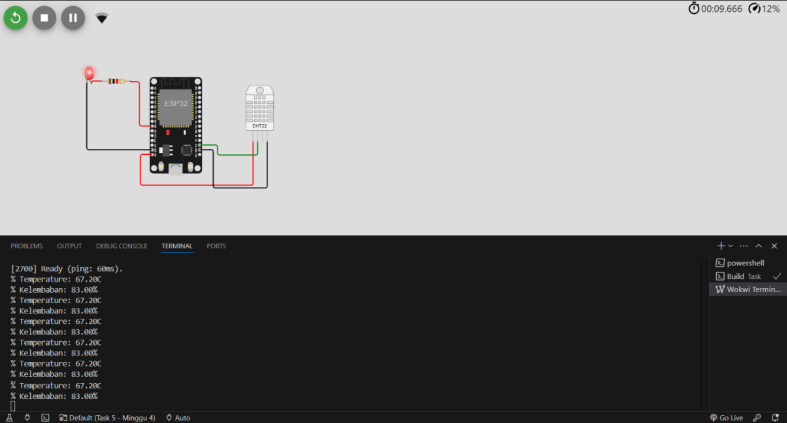 00:09.666 12%
ESP32
DHT22
PROBLEMS OUTPUT DEBUG CONSOLE TERMINAL PORTS
[2700] Ready (ping: 60ms).
% Temperature: 67.20C
% Kelembaban: 83.00%
% Temperature: 67.20C
% Kelembaban: 83.00%
% Temperature: 67.20C
% Kelembaban: 83.00%
% Temperature: 67.20C
% Kelembaban: 83.00%
% Temperature: 67.20C
% Kelembaban: 83.00%
% Temperature: 67.20C
% Kelembaban: 83.00%
powershell
Build Task
Wokwi Termin...
Default (Task 5 - Minggu 4) Auto Go Live